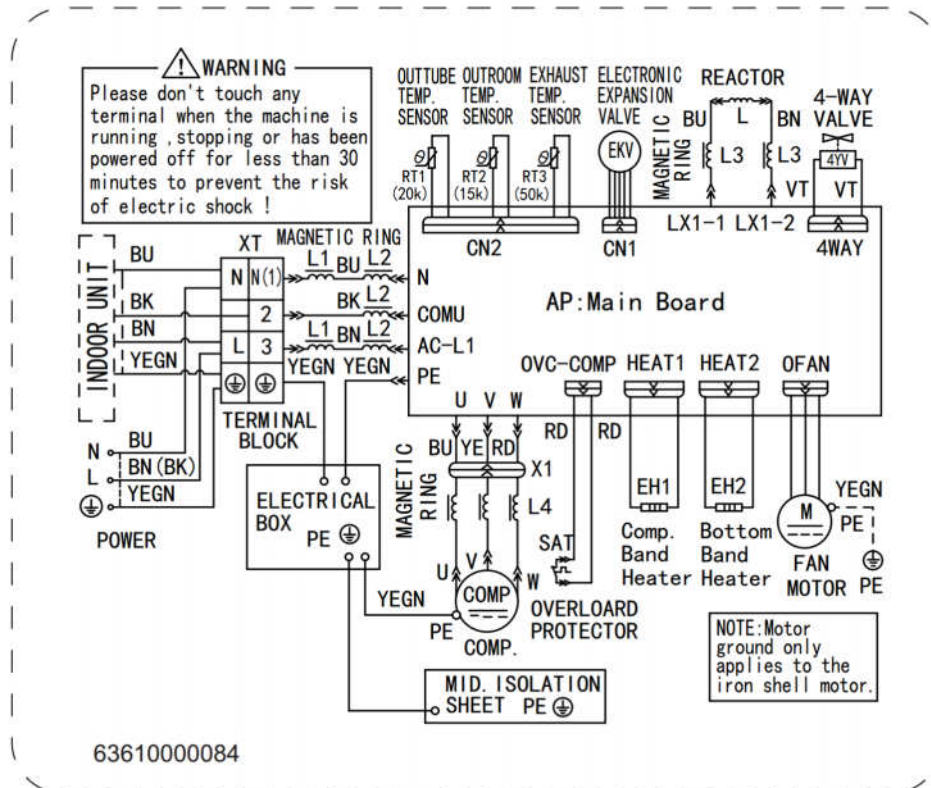 WARNING
Please don't touch any
terminal when the machine is
running ,stopping or has been
powered off for less than 30
minutes to prevent the risk
of electric shock !
OUTTUBE
TEMP.
SENSOR
OUTROOM
TEMP.
SENSOR
EXHAUST
TEMP.
SENSOR
ELECTRONIC
EXPANSION
VALVE
MAGNETIC
RING
REACTOR
BU
L
BN
4-WAY
VALVE
RT1
(20k)
RT2
(15k)
RT3
(50k)
EKV
L3
L3
4YV
VT
VT
CN2
CN1
LX1-1
LX1-2
4WAY
INDOOR UNIT
BU
BK
BN
YEGN
XT
N
N(1)
2
L
3
TERMINAL
BLOCK
MAGNETIC RING
L1
BU
L2
BK
L2
L1
BN
L2
YEGN
YEGN
N
COMU
AC-L1
PE
AP:Main Board
OVC-COMP
HEAT1
HEAT2
OFAN
U
V
W
N
BU
L
BN(BK)
YEGN
POWER
ELECTRICAL
BOX
PE
MAGNETIC
RING
BU
YE
RD
X1
L4
U
V
W
COMP
PE
COMP.
YEGN
RD
RD
SAT
OVERLOARD
PROTECTOR
EH1
Comp.
Band
Heater
EH2
Bottom
Band
Heater
M
YEGN
PE
FAN
MOTOR
PE
MID. ISOLATION
SHEET PE
NOTE:Motor
ground only
applies to the
iron shell motor.
63610000084